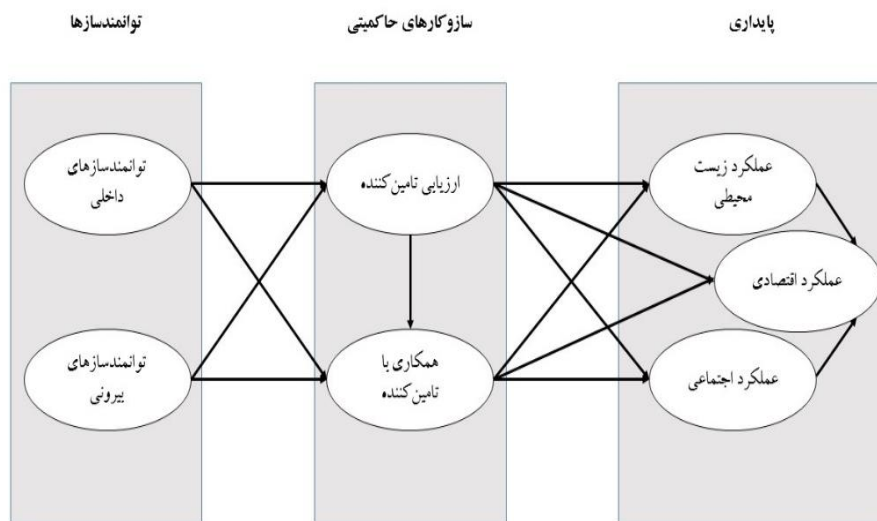 توانمندسازها
سازوکارهای حاکمیتی
پایداری
توانمندسازهای
داخلی
ارزیابی تامین‌کننده
عملکرد زیست
محیطی
عملکرد اقتصادی
توانمندسازهای
بیرونی
همکاری با
تامین‌کننده
عملکرد اجتماعی